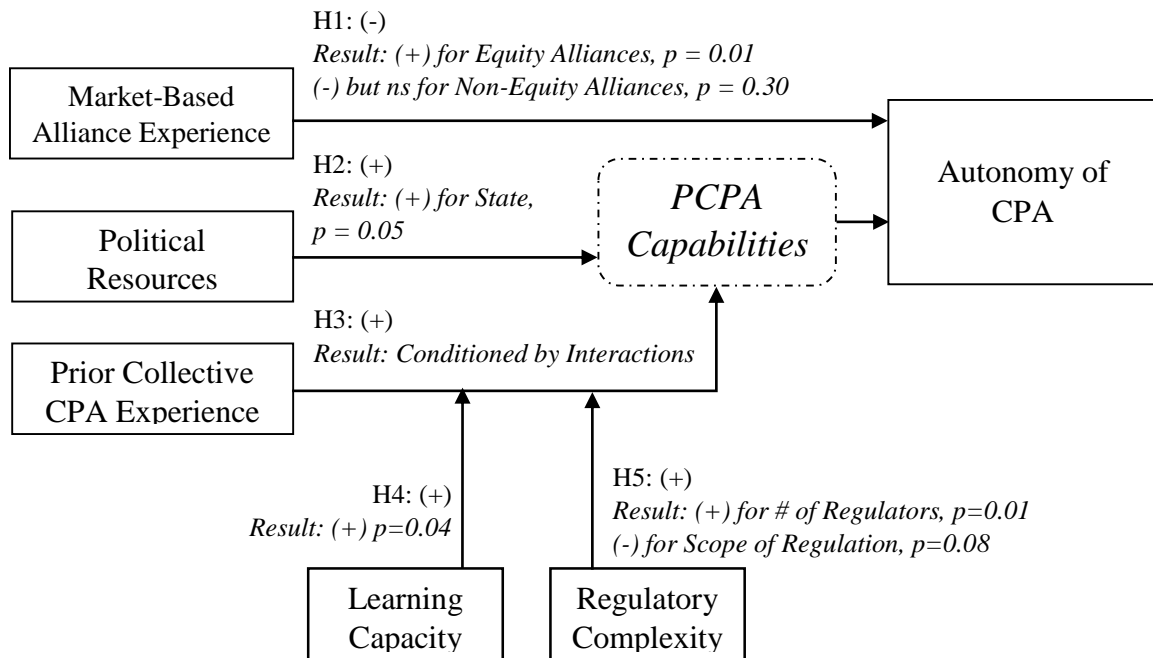 H1: (-)
Result: (+) for Equity Alliances, p = 0.01
(-) but ns for Non-Equity Alliances, p = 0.30
Market-Based
Alliance Experience
Autonomy of
CPA
H2: (+)
Result: (+) for State,
p = 0.05
PCPA
Capabilities
Political
Resources
H3: (+)
Result: Conditioned by Interactions
Prior Collective
CPA Experience
H4: (+)
Result: (+) p=0.04
H5: (+)
Result: (+) for # of Regulators, p=0.01
(-) for Scope of Regulation, p=0.08
Learning
Capacity
Regulatory
Complexity